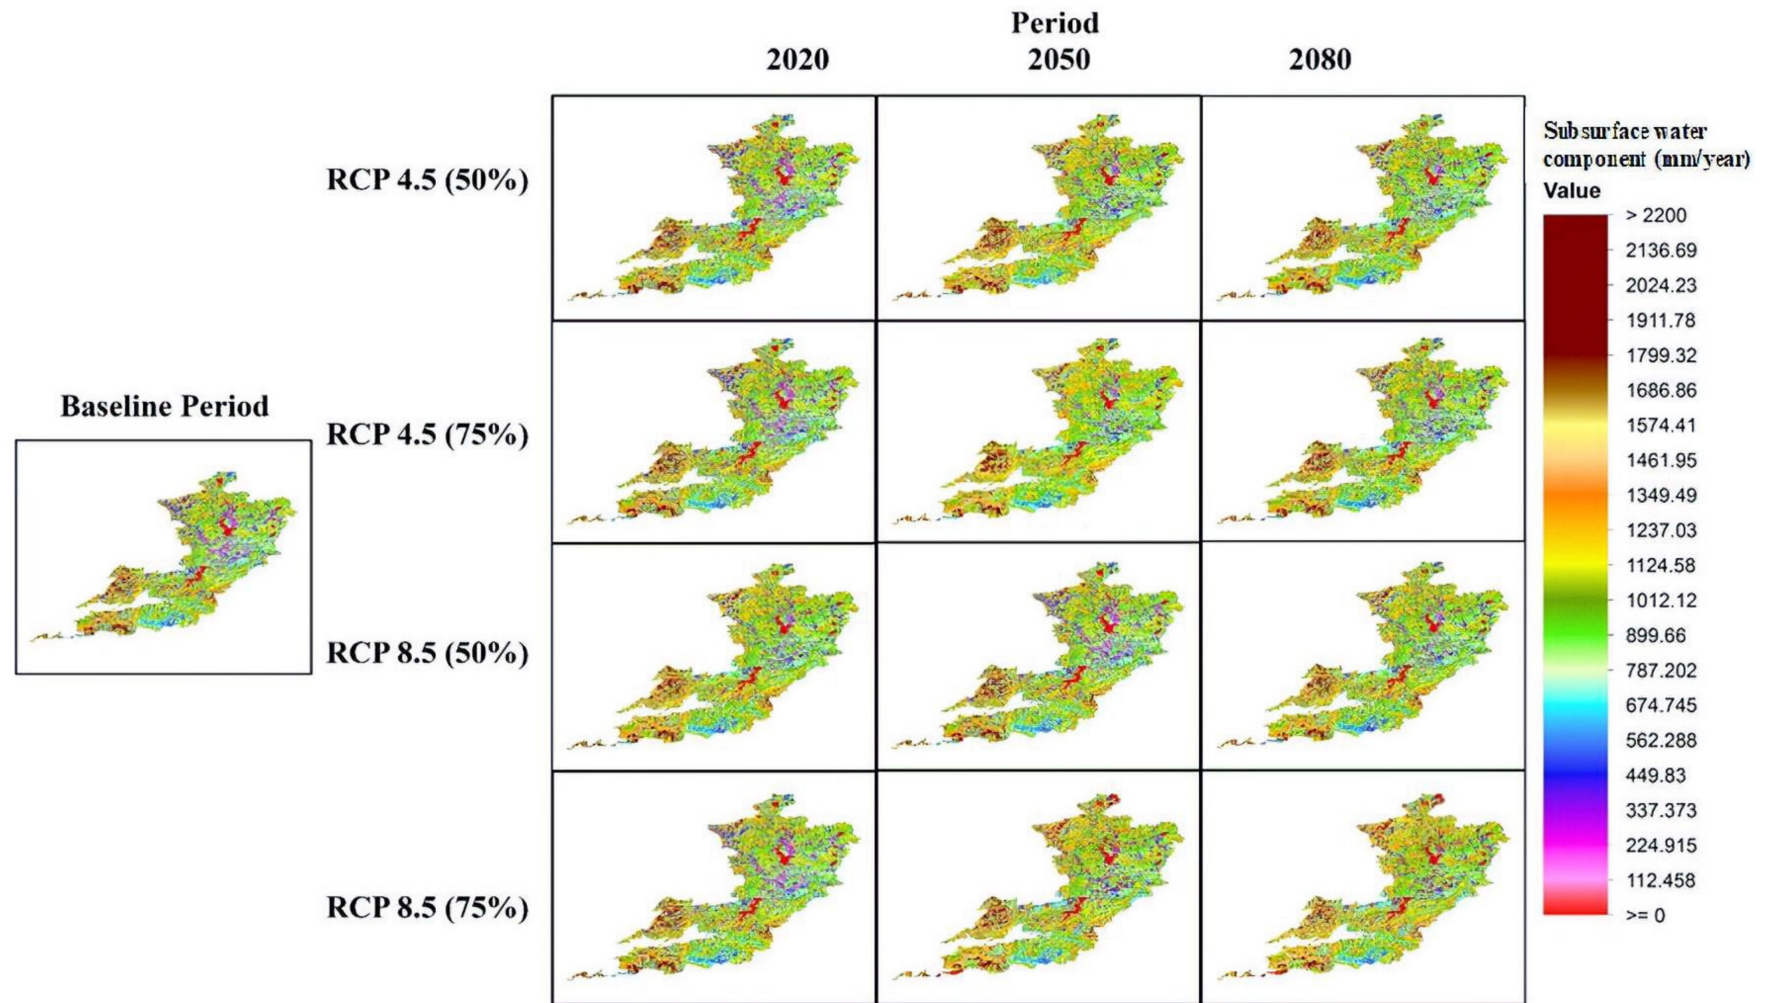 Period
2020 2050 2080
RCP 4.5 (50%)
RCP 4.5 (75%)
Baseline Period
RCP 8.5 (50%)
RCP 8.5 (75%)
Subsurface water
component (mm/year)
Value
> 2200
2136.69
2024.23
1911.78
1799.32
1686.86
1574.41
1461.95
1349.49
1237.03
1124.58
1012.12
899.66
787.202
674.745
562.288
449.83
337.373
224.915
112.458
>= 0